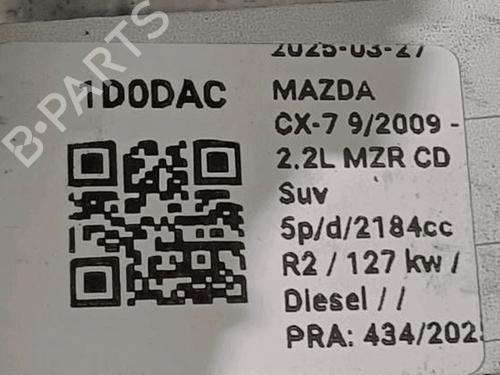 2025-03-27
1D0DAC
MAZDA
CX-7 9/2009 -
2.2L MZR CD
Suv
5p/d/2184cc
R2 / 127 kw /
Diesel / /
PRA: 434/202
B-PARTS